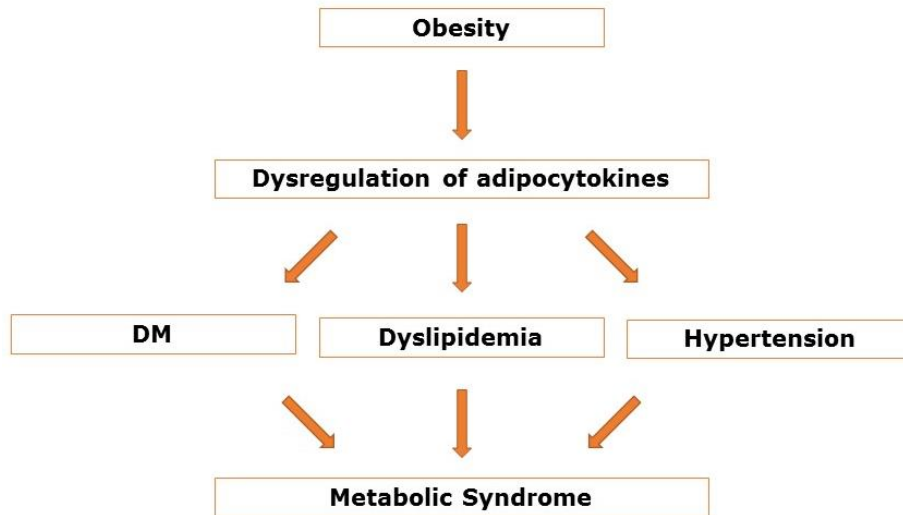 Obesity
Dysregulation of adipocytokines
DM
Dyslipidemia
Hypertension
Metabolic Syndrome